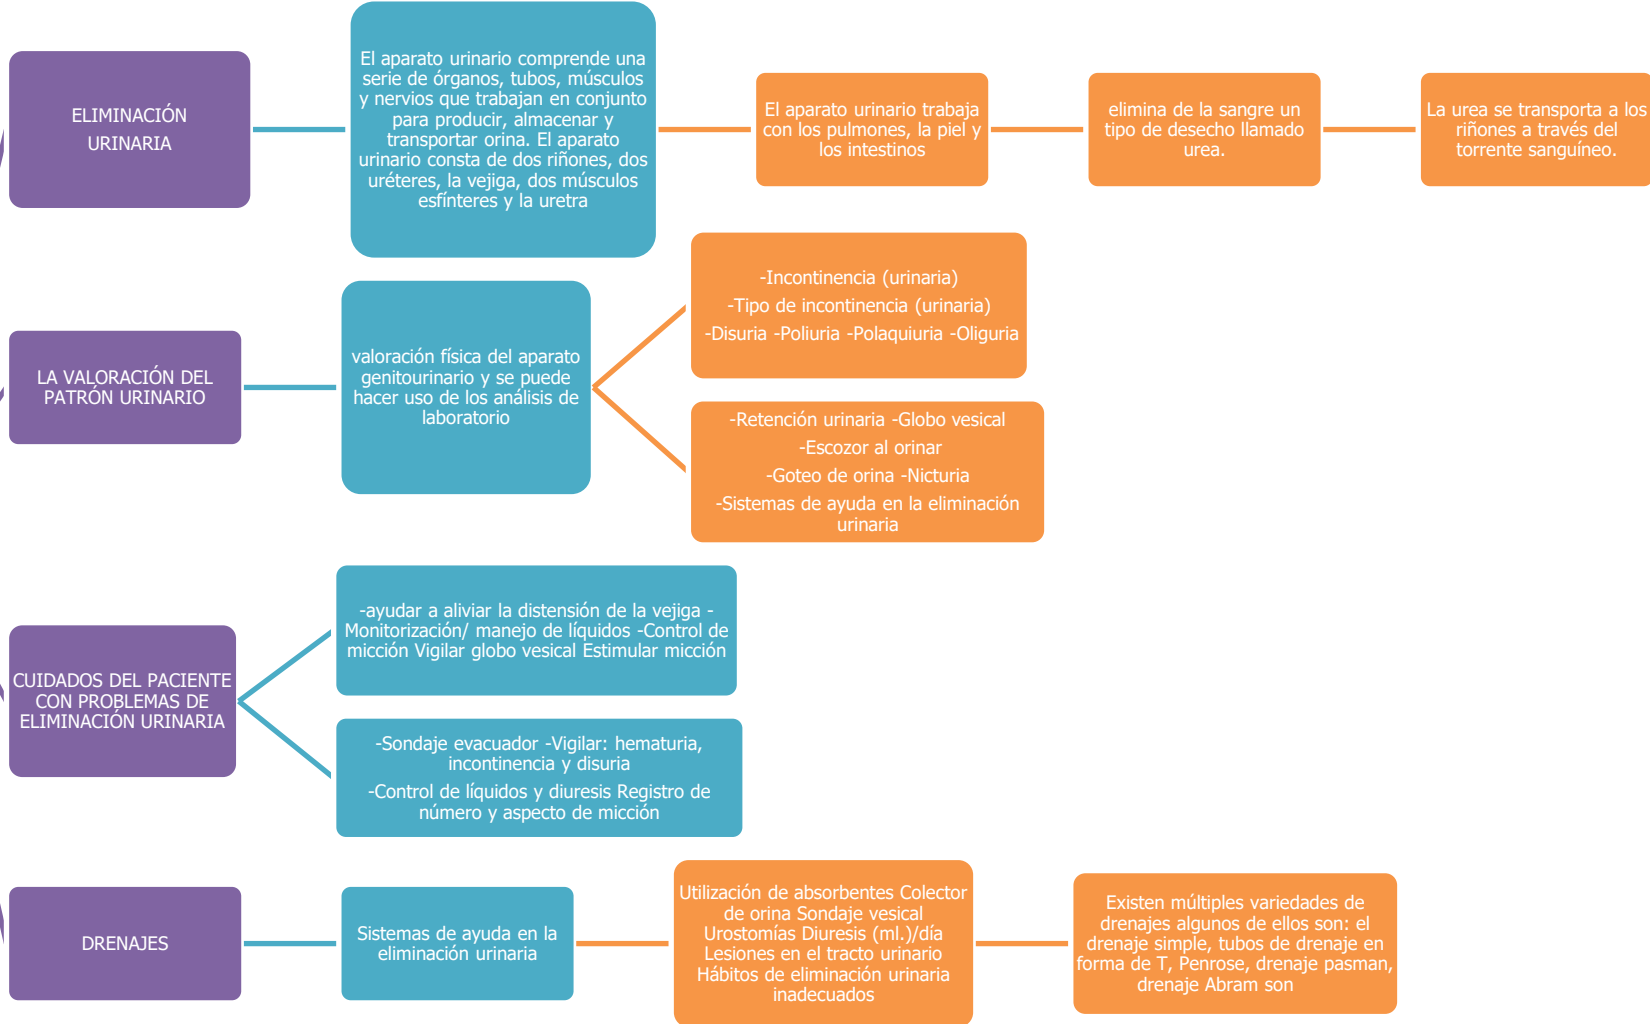 ELIMINACIÓN
URINARIA
El aparato urinario comprende una
serie de órganos, tubos, músculos
y nervios que trabajan en conjunto
para producir, almacenar y
transportar orina. El aparato
urinario consta de dos riñones, dos
uréteres, la vejiga, dos músculos
esfínteres y la uretra
El aparato urinario trabaja
con los pulmones, la piel y
los intestinos
elimina de la sangre un
tipo de desecho llamado
urea.
La urea se transporta a los
riñones a través del
torrente sanguíneo.
LA VALORACIÓN DEL
PATRÓN URINARIO
valoración física del aparato
genitourinario y se puede
hacer uso de los análisis de
laboratorio
-Incontinencia (urinaria)
-Tipo de incontinencia (urinaria)
-Disuria -Poliuria -Polaquiuria -Oliguria
-Retención urinaria -Globo vesical
-Escozor al orinar
-Goteo de orina -Nicturia
-Sistemas de ayuda en la eliminación
urinaria
CUIDADOS DEL PACIENTE
CON PROBLEMAS DE
ELIMINACIÓN URINARIA
-ayudar a aliviar la distensión de la vejiga -
Monitorización/ manejo de líquidos -Control de
micción Vigilar globo vesical Estimular micción
-Sondaje evacuador -Vigilar: hematuria,
incontinencia y disuria
-Control de líquidos y diuresis Registro de
número y aspecto de micción
DRENAJES
Sistemas de ayuda en la
eliminación urinaria
Utilización de absorbentes Colector
de orina Sondaje vesical
Urostomías Diuresis (ml.)/día
Lesiones en el tracto urinario
Hábitos de eliminación urinaria
inadecuados
Existen múltiples variedades de
drenajes algunos de ellos son: el
drenaje simple, tubos de drenaje en
forma de T, Penrose, drenaje pasman,
drenaje Abram son